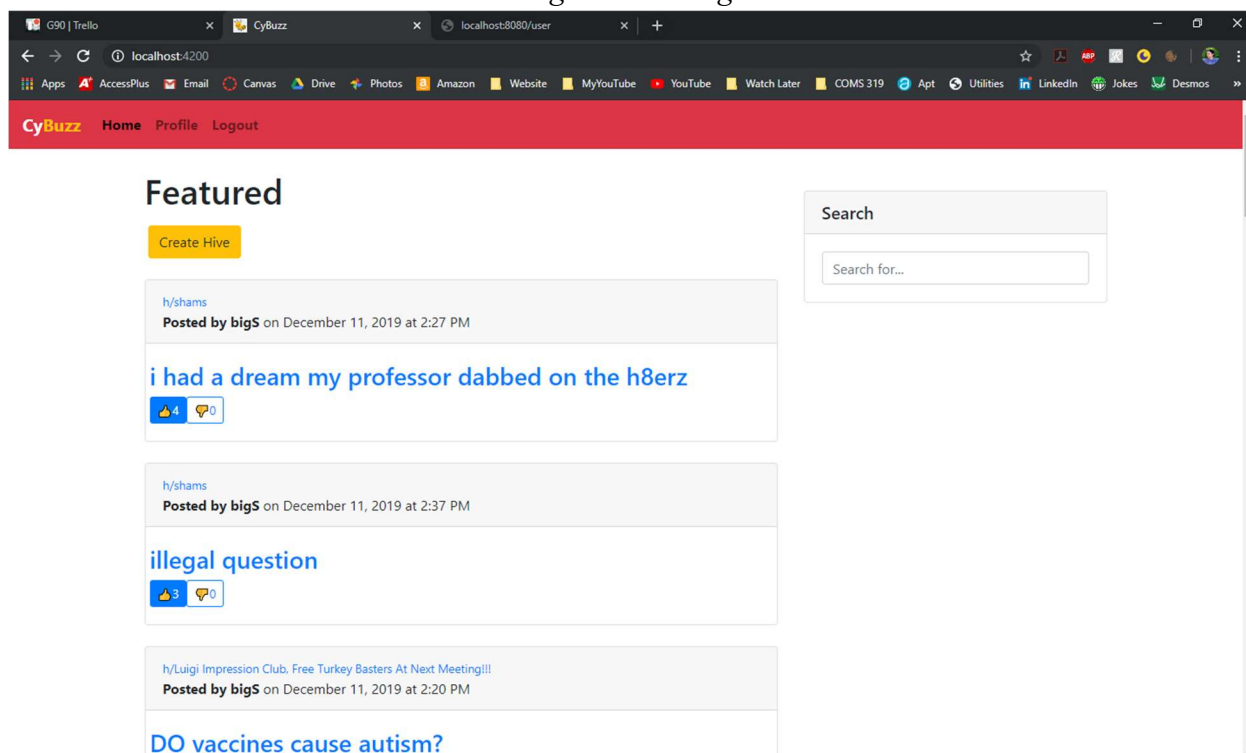 G90 | Trello
CyBuzz
localhost:8080/user
localhost:4200
ABP
Apps AccessPlus Email Canvas Drive Photos Amazon Website MyYouTube YouTube Watch Later COMS 319 Apt Utilities LinkedIn Jokes Desmos »
CyBuzz Home Profile Logout
Featured
Create Hive
Search
Search for...
h/shams
Posted by bigS on December 11, 2019 at 2:27 PM
i had a dream my professor dabbed on the h8erz
👍4 👎0
h/shams
Posted by bigS on December 11, 2019 at 2:37 PM
illegal question
👍3 👎0
h/Luigi Impression Club, Free Turkey Basters At Next Meeting!!!
Posted by bigS on December 11, 2019 at 2:20 PM
DO vaccines cause autism?